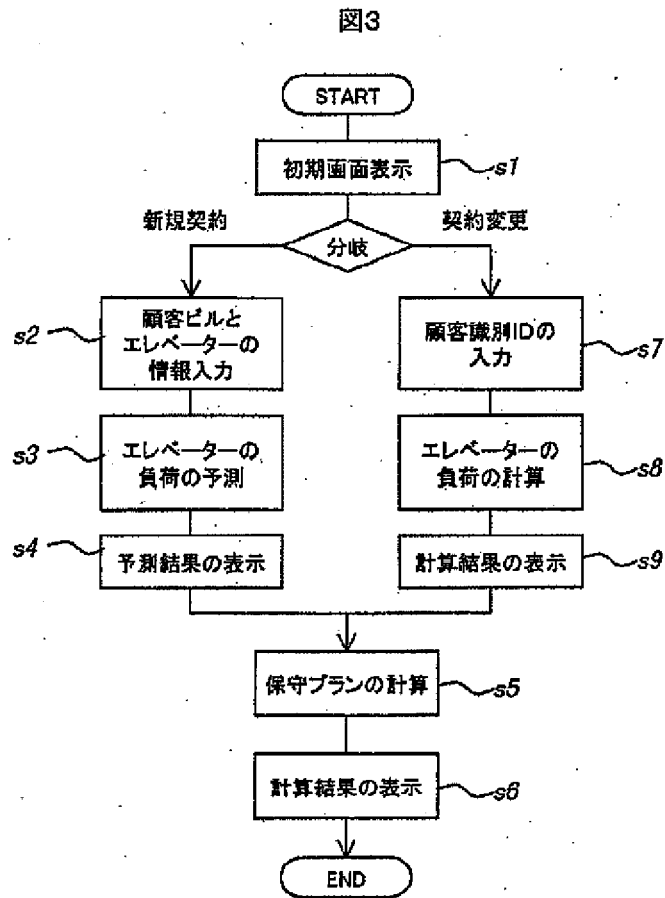 図3
START
初期画面表示
s1
新規契約
契約変更
分岐
s2
顧客ビルと
エレベーターの
情報入力
顧客識別IDの
入力
s7
s3
エレベーターの
負荷の予測
エレベーターの
負荷の計算
s8
s4
予測結果の表示
計算結果の表示
s9
保守プランの計算
s5
計算結果の表示
s6
END